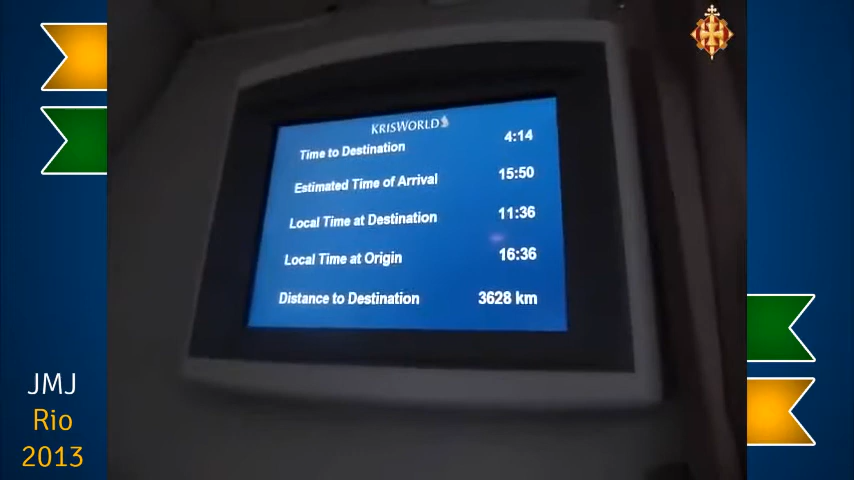 KRISWORLD
Time to Destination 4:14
Estimated Time of Arrival 15:50
Local Time at Destination 11:36
Local Time at Origin 16:36
Distance to Destination 3628 km
JMJ
Rio
2013